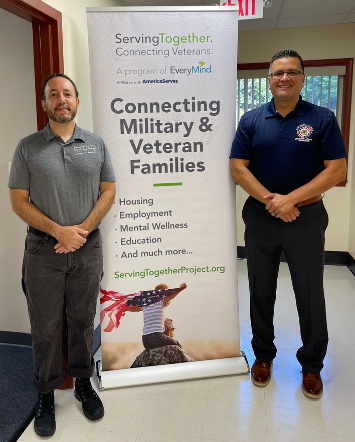 EXIT
ServingTogether.
Connecting Veterans.
A program of EveryMind.
AmericaServes
Connecting
Military &
Veteran
Families
· Housing
· Employment
· Mental Wellness
· Education
· And much more...
ServingTogetherProject.org